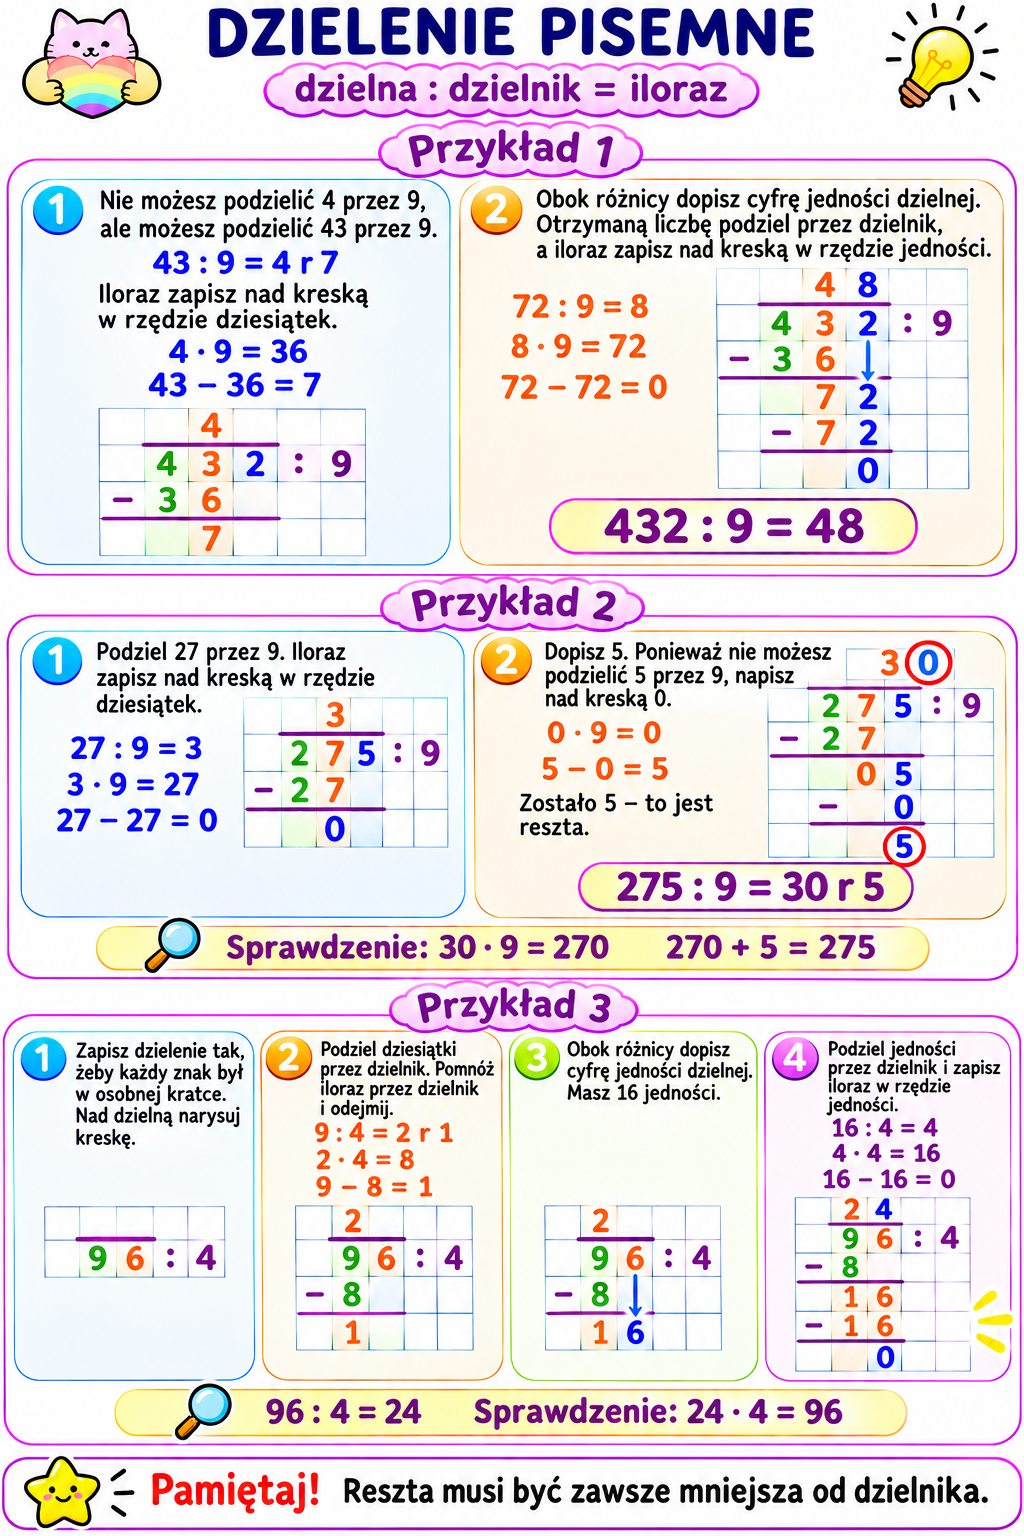 DZIELENIE PISEMNE
dzielna : dzielnik = iloraz
Przykład 1
1
Nie możesz podzielić 4 przez 9,
ale możesz podzielić 43 przez 9.
43 : 9 = 4 r 7
Iloraz zapisz nad kreską
w rzędzie dziesiątek.
4 · 9 = 36
43 – 36 = 7
4
4 3 2 : 9
– 3 6
7
2
Obok różnicy dopisz cyfrę jedności dzielnej.
Otrzymaną liczbę podziel przez dzielnik,
a iloraz zapisz nad kreską w rzędzie jedności.
72 : 9 = 8
8 · 9 = 72
72 – 72 = 0
4 8
4 3 2 : 9
– 3 6
7 2
– 7 2
0
432 : 9 = 48
Przykład 2
1
Podziel 27 przez 9. Iloraz
zapisz nad kreską w rzędzie
dziesiątek.
27 : 9 = 3
3 · 9 = 27
27 – 27 = 0
3
2 7 5 : 9
– 2 7
0
2
Dopisz 5. Ponieważ nie możesz
podzielić 5 przez 9, napisz
nad kreską 0.
0 · 9 = 0
5 – 0 = 5
Zostało 5 – to jest
reszta.
3 0
2 7 5 : 9
– 2 7
0 5
– 0
5
275 : 9 = 30 r 5
Sprawdzenie: 30 · 9 = 270 270 + 5 = 275
Przykład 3
1
Zapisz dzielenie tak,
żeby każdy znak był
w osobnej kratce.
Nad dzielną narysuj
kreskę.
9 6 : 4
2
Podziel dziesiątki
przez dzielnik. Pomnóż
iloraz przez dzielnik
i odejmij.
9 : 4 = 2 r 1
2 · 4 = 8
9 – 8 = 1
2
9 6 : 4
– 8
1
3
Obok różnicy dopisz
cyfrę jedności dzielnej.
Masz 16 jedności.
2
9 6 : 4
– 8
1 6
4
Podziel jedności
przez dzielnik i zapisz
iloraz w rzędzie
jedności.
16 : 4 = 4
4 · 4 = 16
16 – 16 = 0
2 4
9 6 : 4
– 8
1 6
– 1 6
0
96 : 4 = 24 Sprawdzenie: 24 · 4 = 96
Pamiętaj! Reszta musi być zawsze mniejsza od dzielnika.